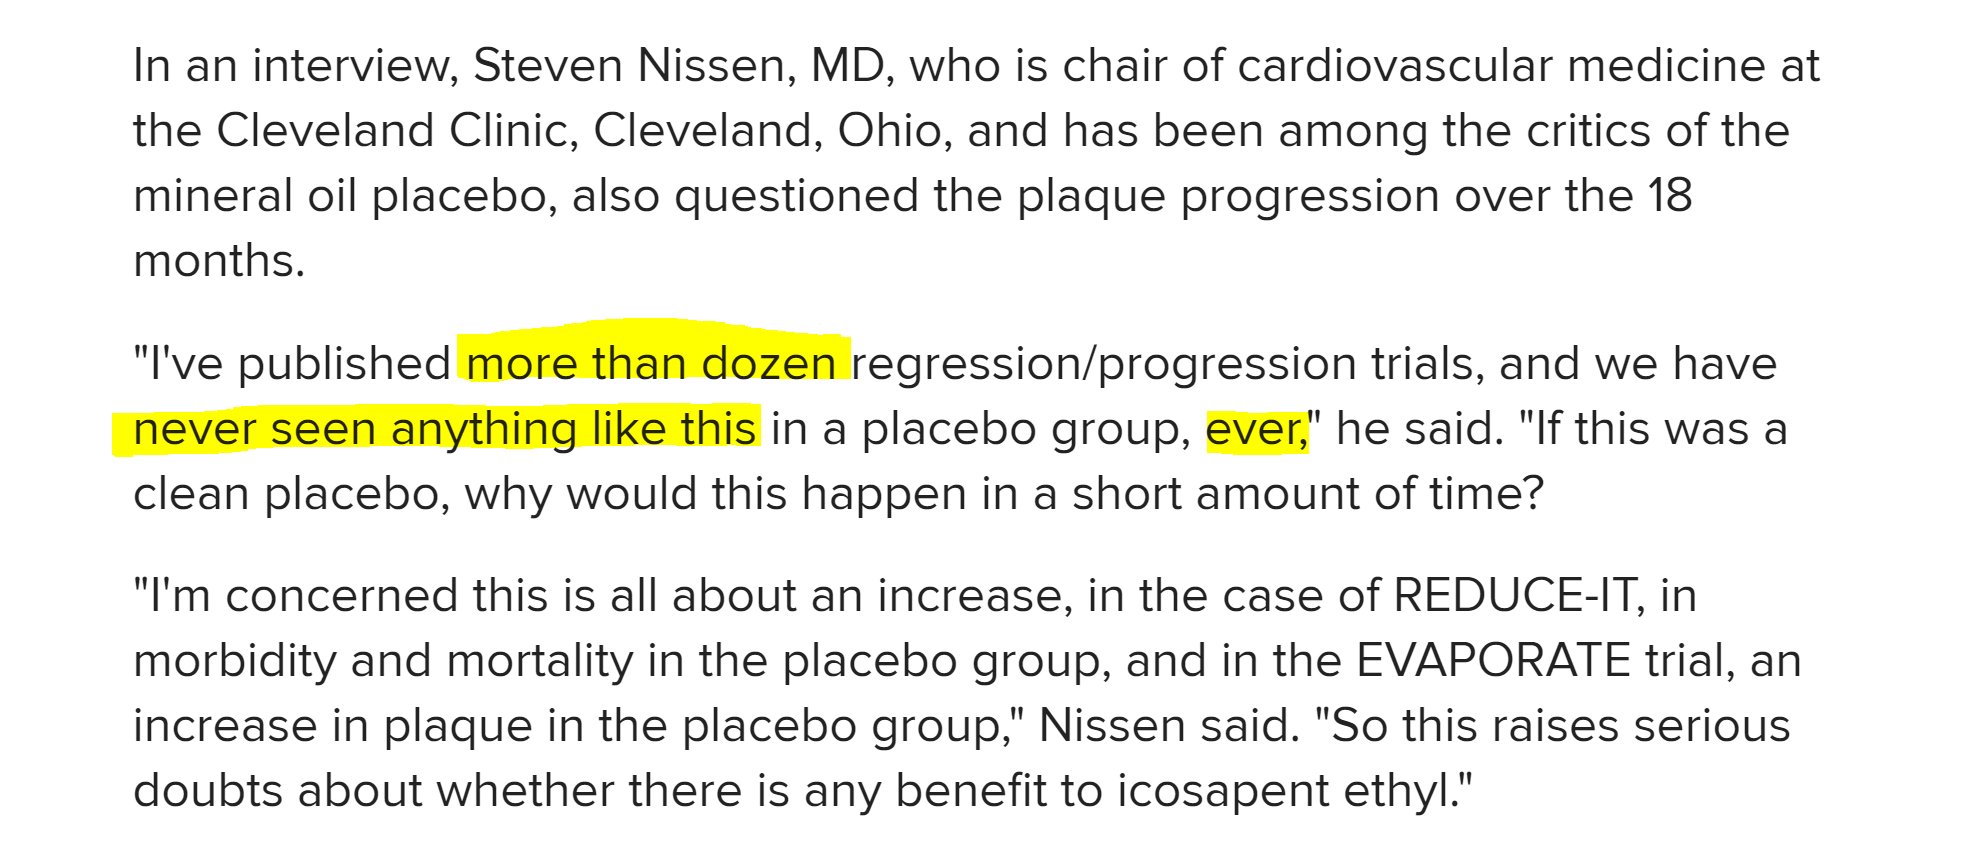 In an interview, Steven Nissen, MD, who is chair of cardiovascular medicine at
the Cleveland Clinic, Cleveland, Ohio, and has been among the critics of the
mineral oil placebo, also questioned the plaque progression over the 18
months.
"I've published more than dozen regression/progression trials, and we have
never seen anything like this in a placebo group, ever," he said. "If this was a
clean placebo, why would this happen in a short amount of time?
"I'm concerned this is all about an increase, in the case of REDUCE-IT, in
morbidity and mortality in the placebo group, and in the EVAPORATE trial, an
increase in plaque in the placebo group," Nissen said. "So this raises serious
doubts about whether there is any benefit to icosapent ethyl."